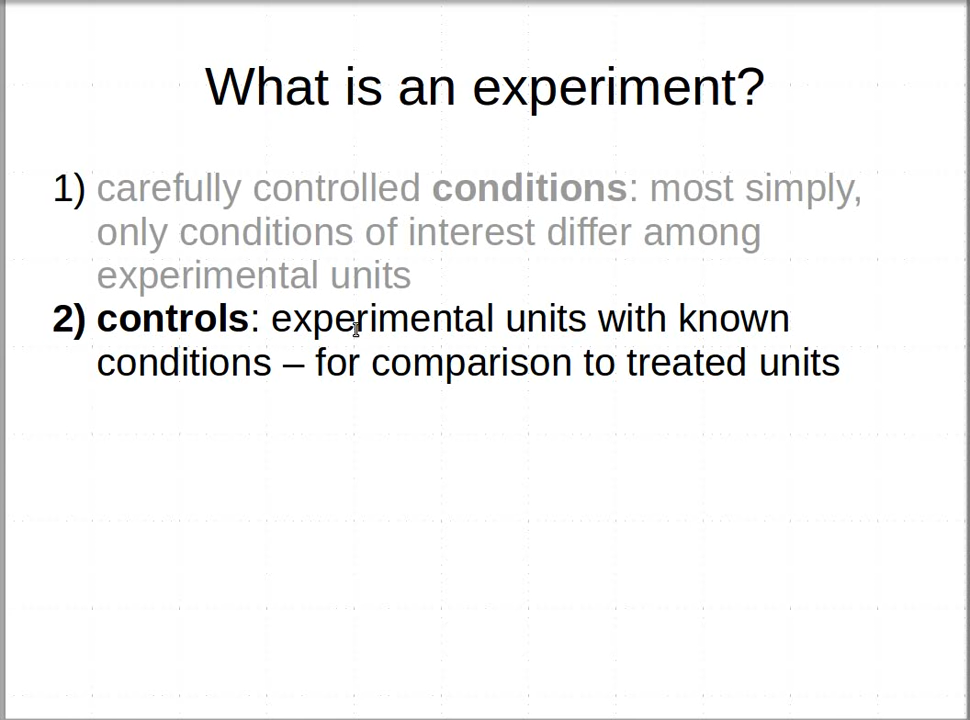 What is an experiment?
1) carefully controlled conditions: most simply,
only conditions of interest differ among
experimental units
2) controls: experimental units with known
conditions – for comparison to treated units